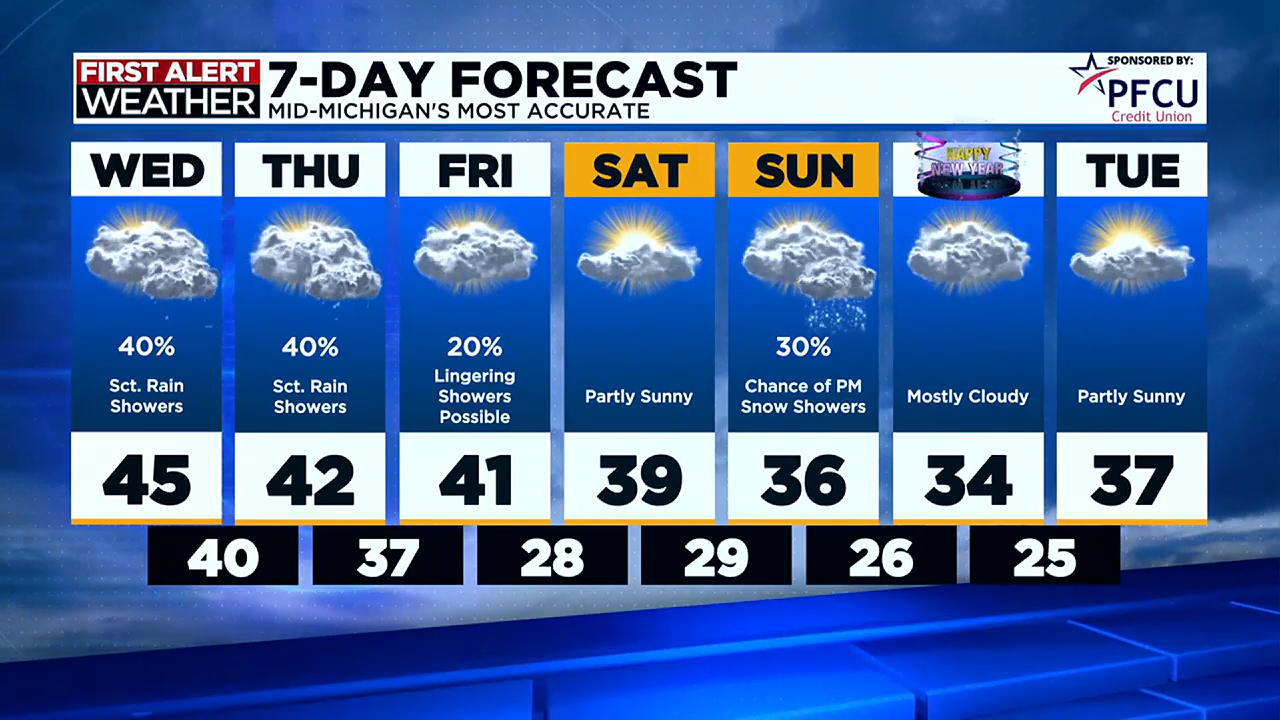 FIRST ALERT
WEATHER
7-DAY FORECAST
MID-MICHIGAN'S MOST ACCURATE
SPONSORED BY:
PFCU
Credit Union
WED
THU
FRI
SAT
SUN
HAPPY
NEW YEAR
TUE
40%
40%
20%
30%
Sct. Rain
Showers
Sct. Rain
Showers
Lingering
Showers
Possible
Partly Sunny
Chance of PM
Snow Showers
Mostly Cloudy
Partly Sunny
45
42
41
39
36
34
37
40
37
28
29
26
25